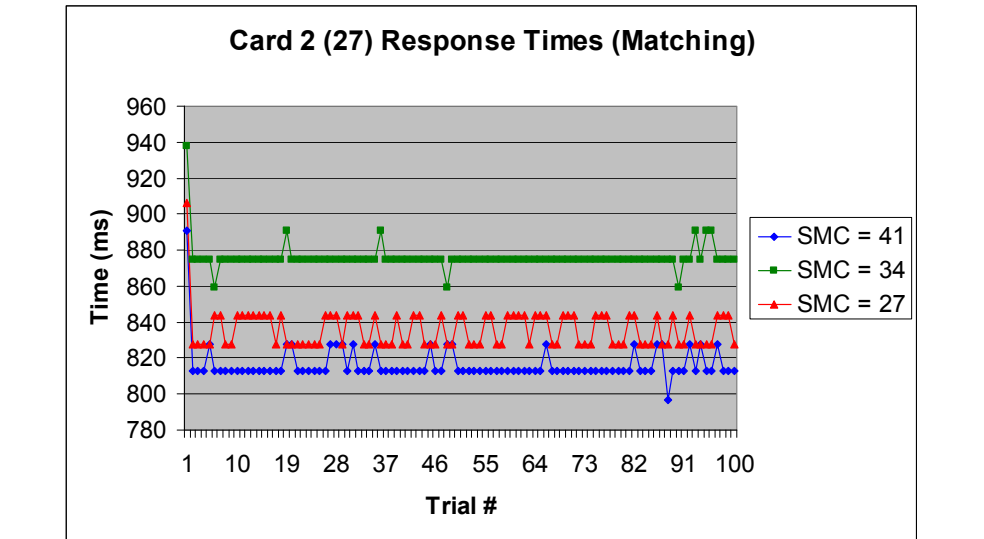 Card 2 (27) Response Times (Matching)
960
940
920
900
880
860
840
820
800
780
Time (ms)
1 10 19 28 37 46 55 64 73 82 91 100
Trial #
SMC = 41
SMC = 34
SMC = 27